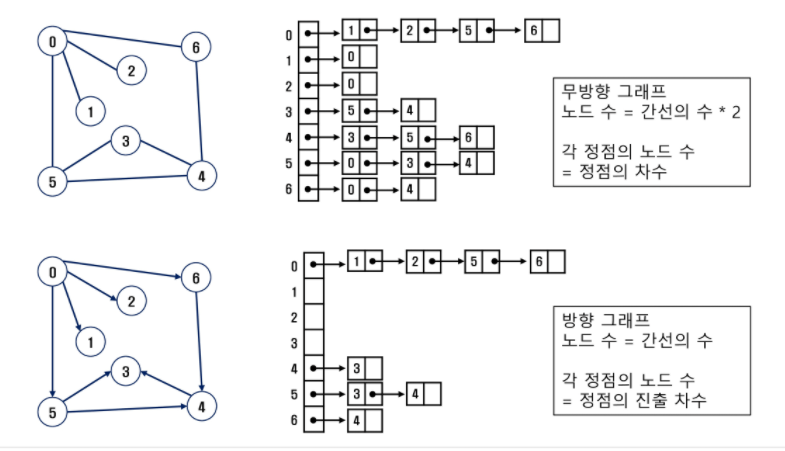 0
6
2
1
3
5
4
0 1 2 5 6
1 0
2 0
3 5 4
4 3 5 6
5 0 3 4
6 0 4
무방향 그래프
노드 수 = 간선의 수 * 2
각 정점의 노드 수
= 정점의 차수
0
6
2
1
3
5
4
0 1 2 5 6
1
2
3
4 3
5 3 4
6 4
방향 그래프
노드 수 = 간선의 수
각 정점의 노드 수
= 정점의 진출 차수